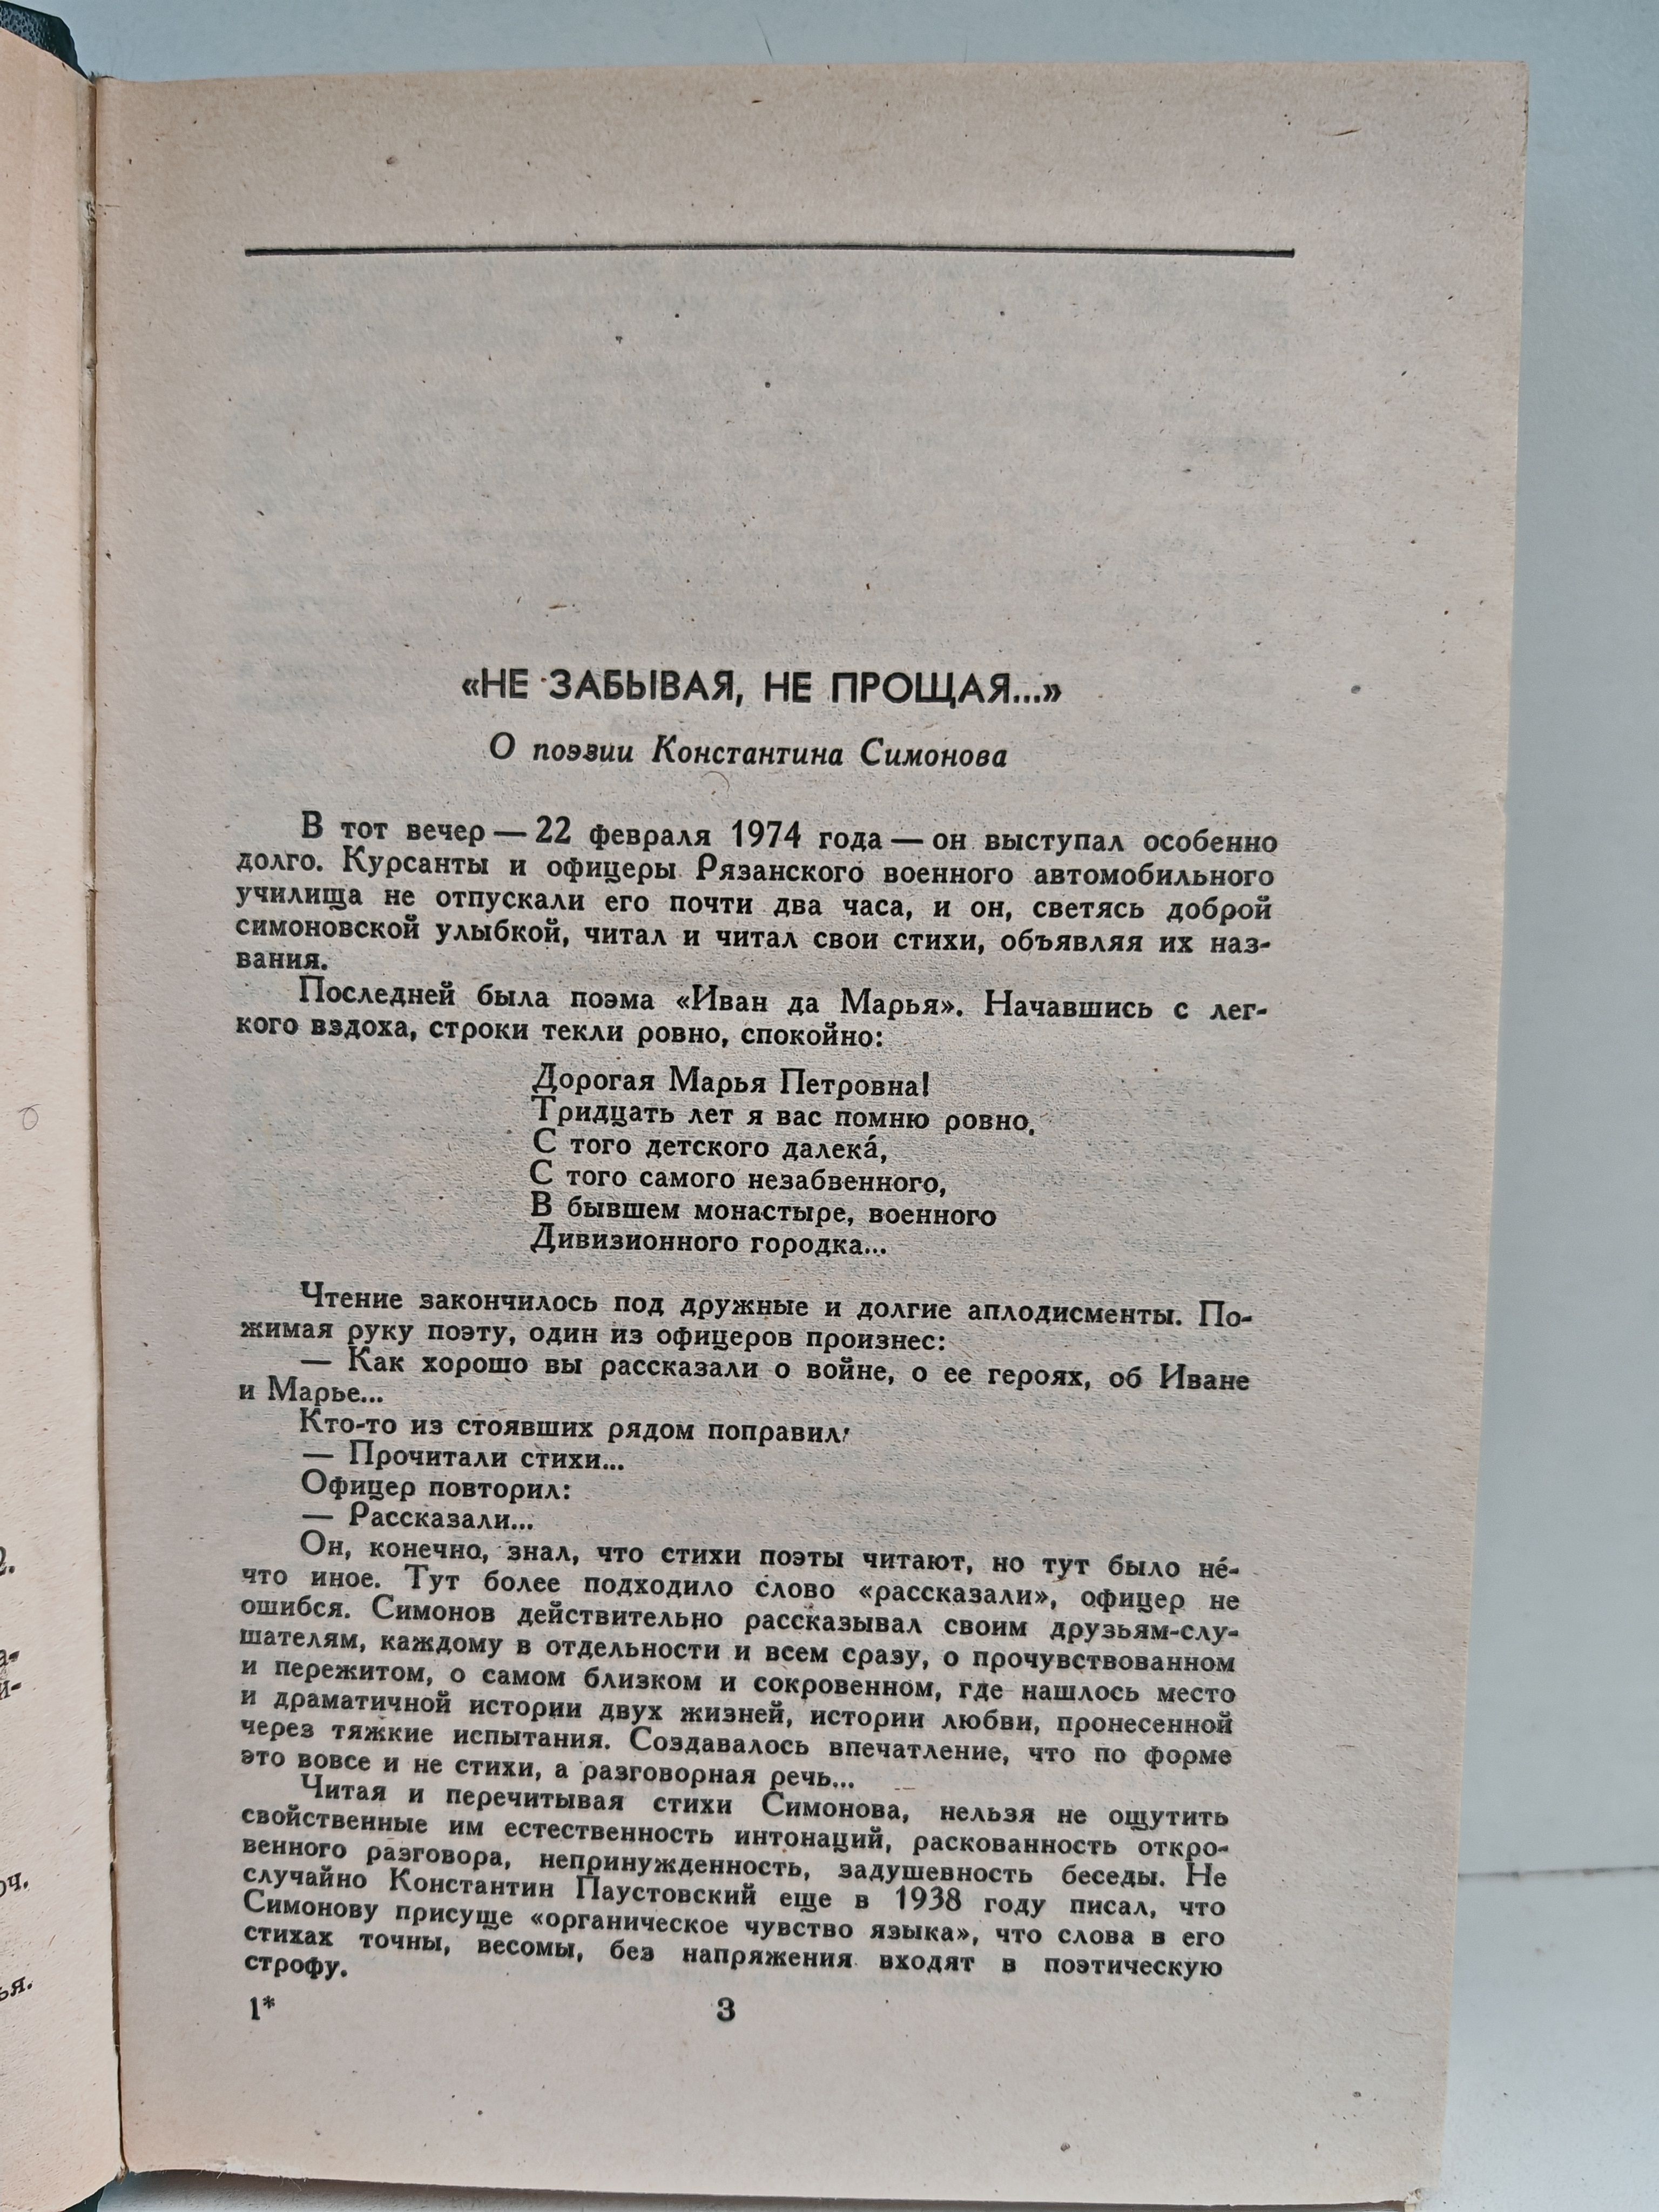 «НЕ ЗАБЫВАЯ, НЕ ПРОЩАЯ...»
О поэзии Константина Симонова
В тот вечер — 22 февраля 1974 года — он выступал особенно
долго. Курсанты и офицеры Рязанского военного автомобильного
училища не отпускали его почти два часа, и он, светясь доброй
симоновской улыбкой, читал и читал свои стихи, объявляя их наз-
вания.
Последней была поэма «Иван да Марья». Начавшись с лег-
кого вздоха, строки текли ровно, спокойно:
Дорогая Марья Петровна!
Тридцать лет я вас помню ровно,
С того детского далека́,
С того самого незабвенного,
В бывшем монастыре, военного
Дивизионного городка...
Чтение закончилось под дружные и долгие аплодисменты. По-
жимая руку поэту, один из офицеров произнес:
— Как хорошо вы рассказали о войне, о ее героях, об Иване
и Марье...
Кто-то из стоявших рядом поправил:
— Прочитали стихи...
Офицер повторил:
— Рассказали...
Он, конечно, знал, что стихи поэты читают, но тут было не́-
что иное. Тут более подходило слово «рассказали», офицер не
ошибся. Симонов действительно рассказывал своим друзьям-слу-
шателям, каждому в отдельности и всем сразу, о прочувствованном
и пережитом, о самом близком и сокровенном, где нашлось место
и драматичной истории двух жизней, истории любви, пронесенной
через тяжкие испытания. Создавалось впечатление, что по форме
это вовсе и не стихи, а разговорная речь...
Читая и перечитывая стихи Симонова, нельзя не ощутить
свойственные им естественность интонаций, раскованность откро-
венного разговора, непринужденность, задушевность беседы. Не
случайно Константин Паустовский еще в 1938 году писал, что
Симонову присуще «органическое чувство языка», что слова в его
стихах точны, весомы, без напряжения входят в поэтическую
строфу.
1*
3